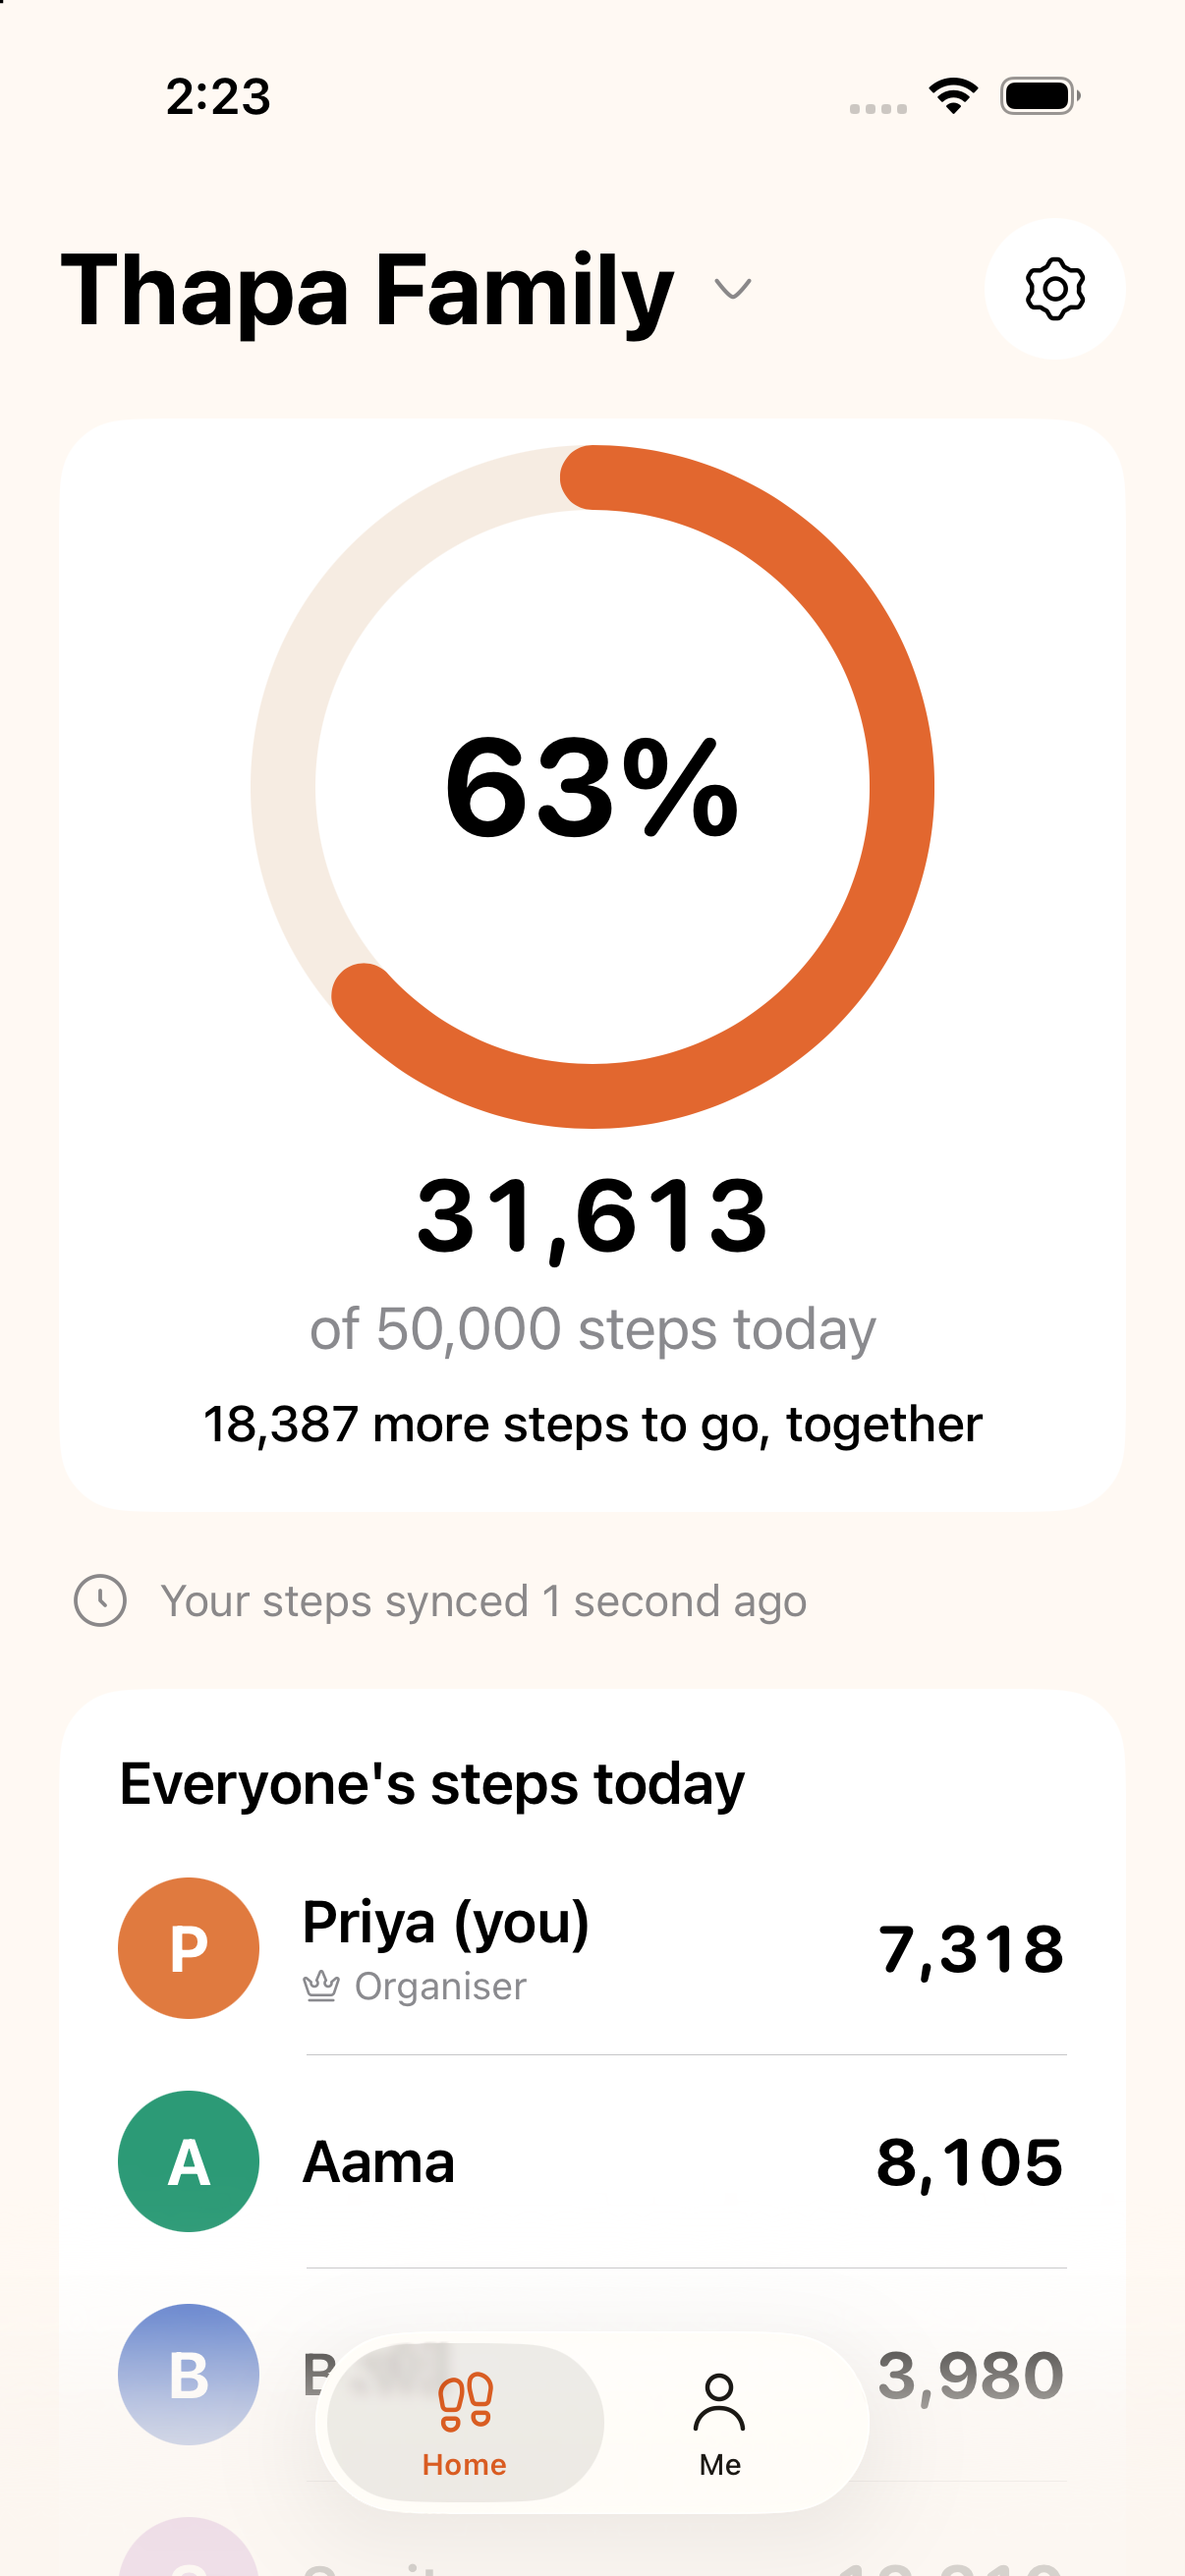 2:23
Thapa Family
63%
31,613
of 50,000 steps today
18,387 more steps to go, together
Your steps synced 1 second ago
Everyone's steps today
P
Priya (you)
7,318
Organiser
A
Aama
8,105
B
3,980
Home
Me